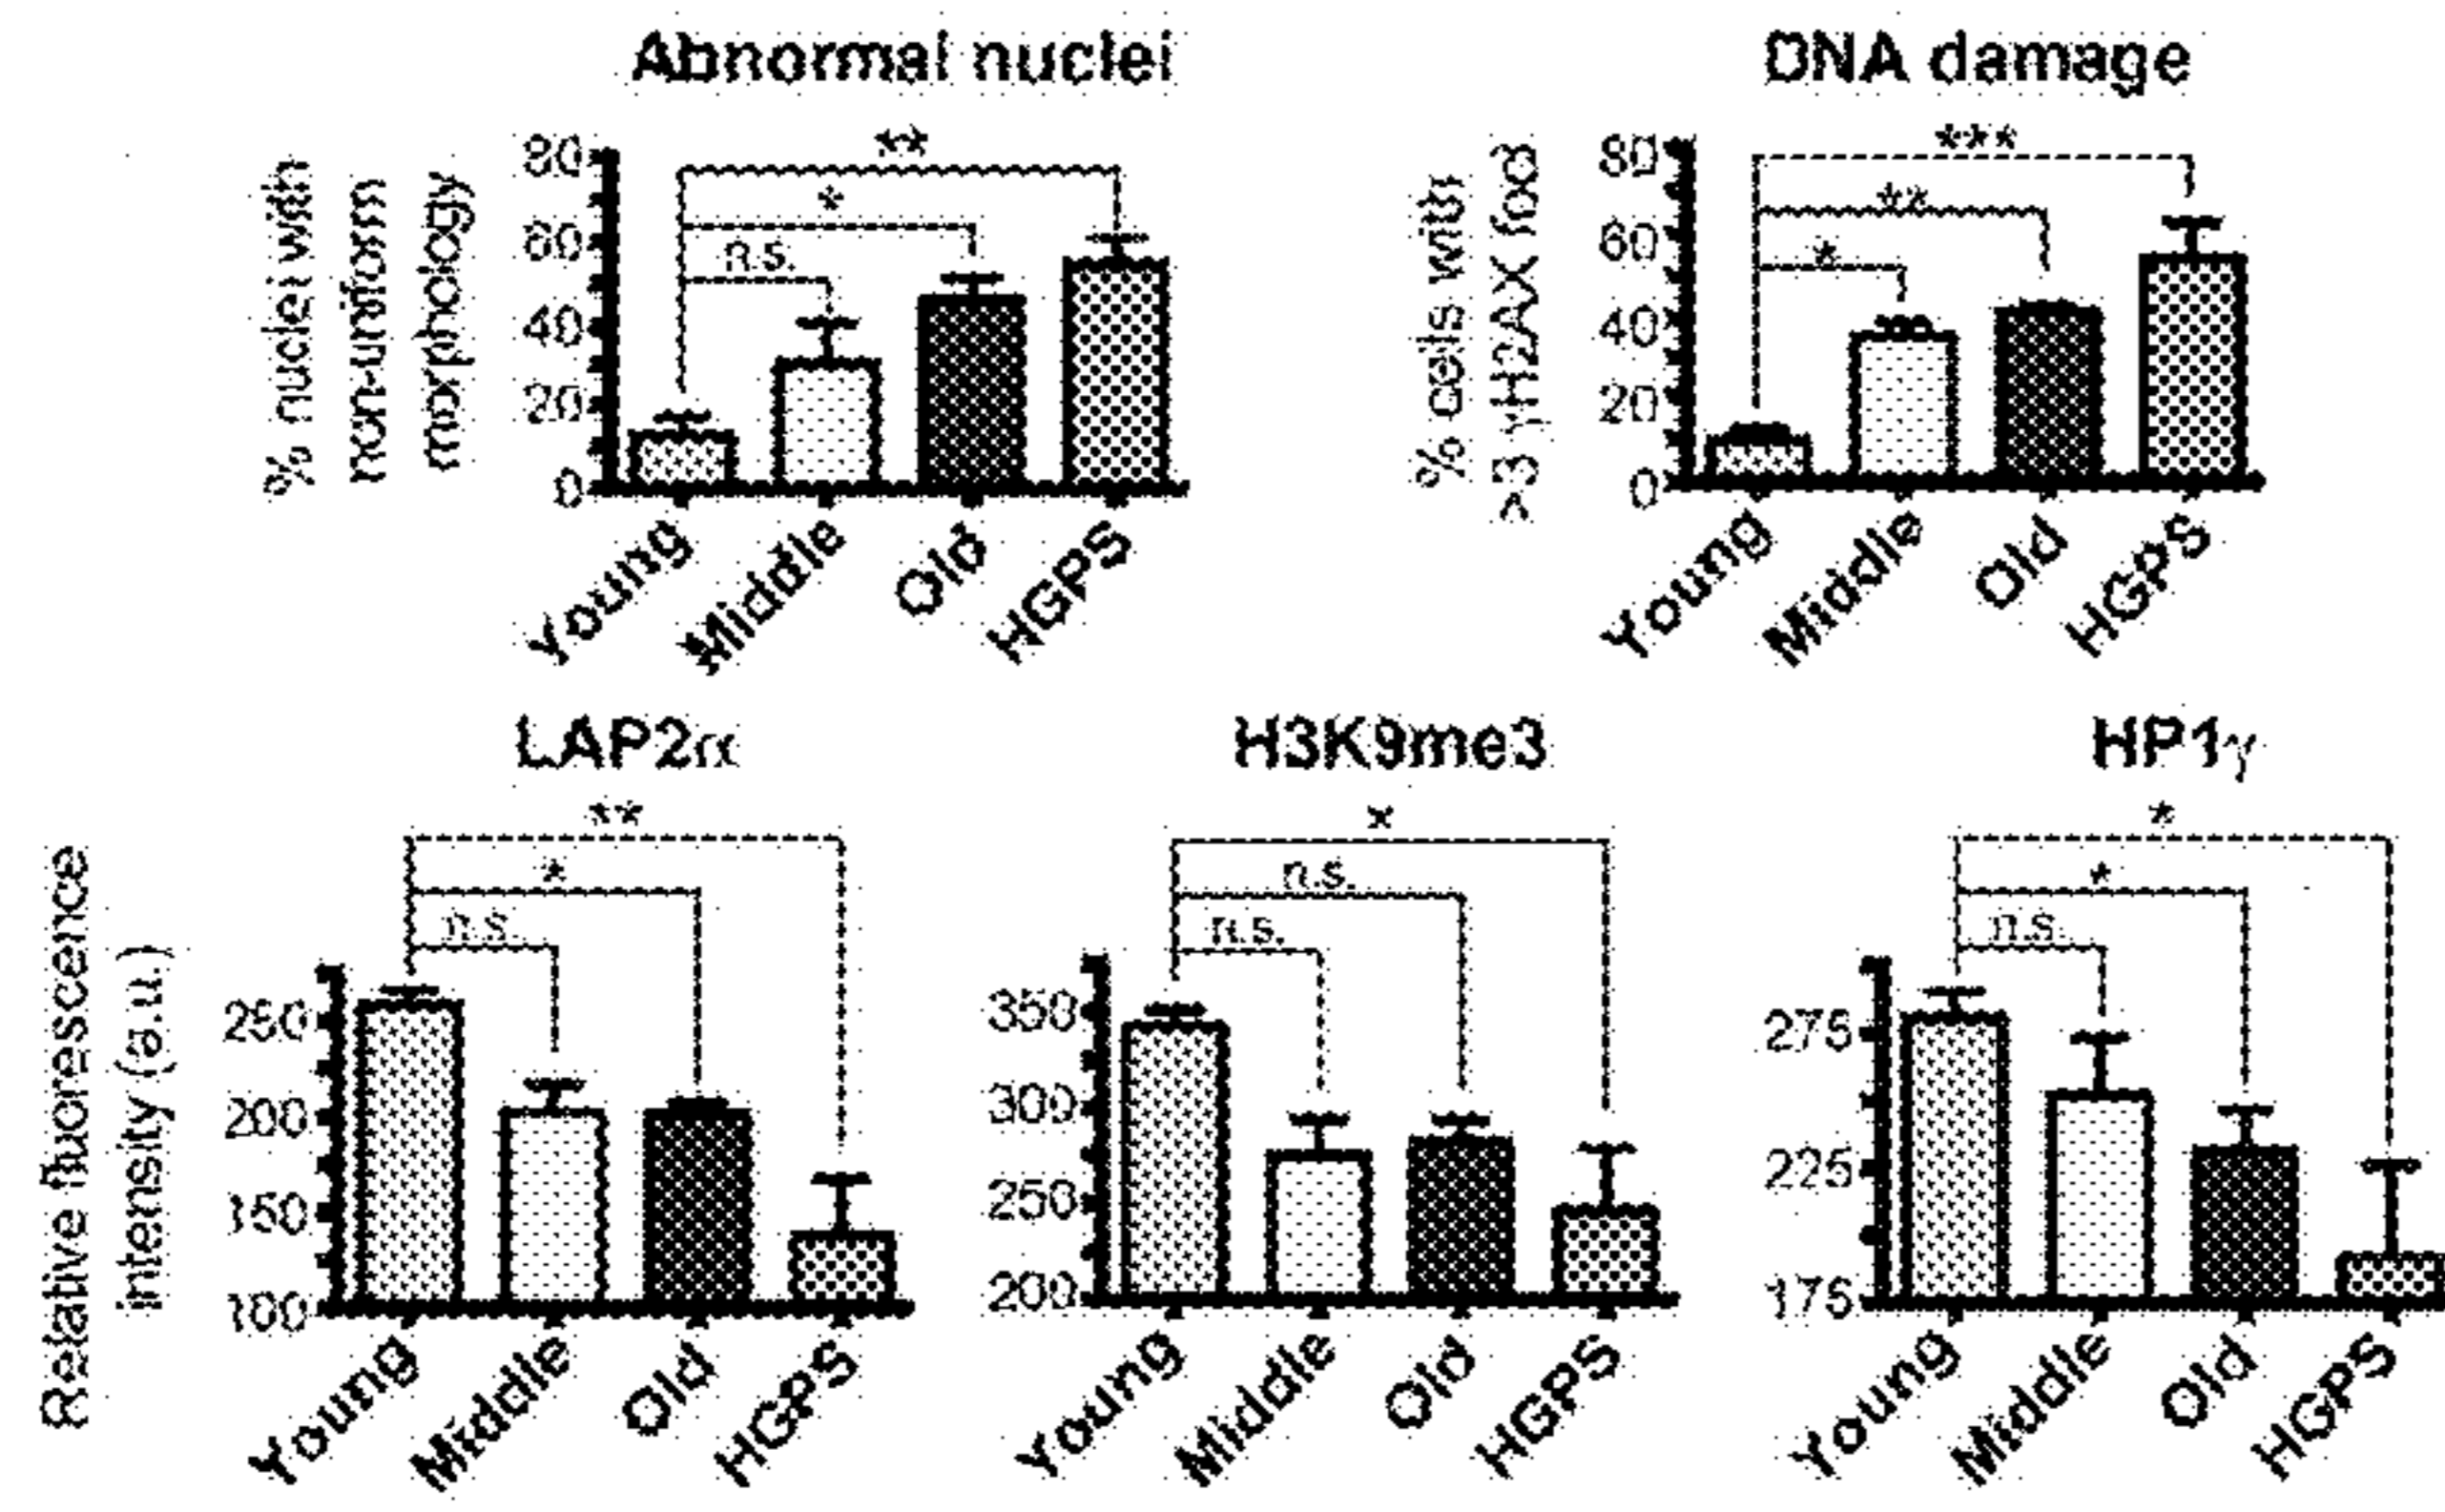 Abnormal nuclei
% nuclei with
non-uniform
morphology
80
60
40
20
0
**
*
n.s.
Young
Middle
Old
HGPS
DNA damage
% cells with
>3 γH2AX foci
80
60
40
20
0
***
**
*
Young
Middle
Old
HGPS
LAP2α
Relative fluorescence
intensity (a.u.)
250
200
150
100
**
*
n.s.
Young
Middle
Old
HGPS
H3K9me3
350
300
250
200
*
n.s.
n.s.
Young
Middle
Old
HGPS
HP1γ
275
225
175
*
*
n.s.
Young
Middle
Old
HGPS